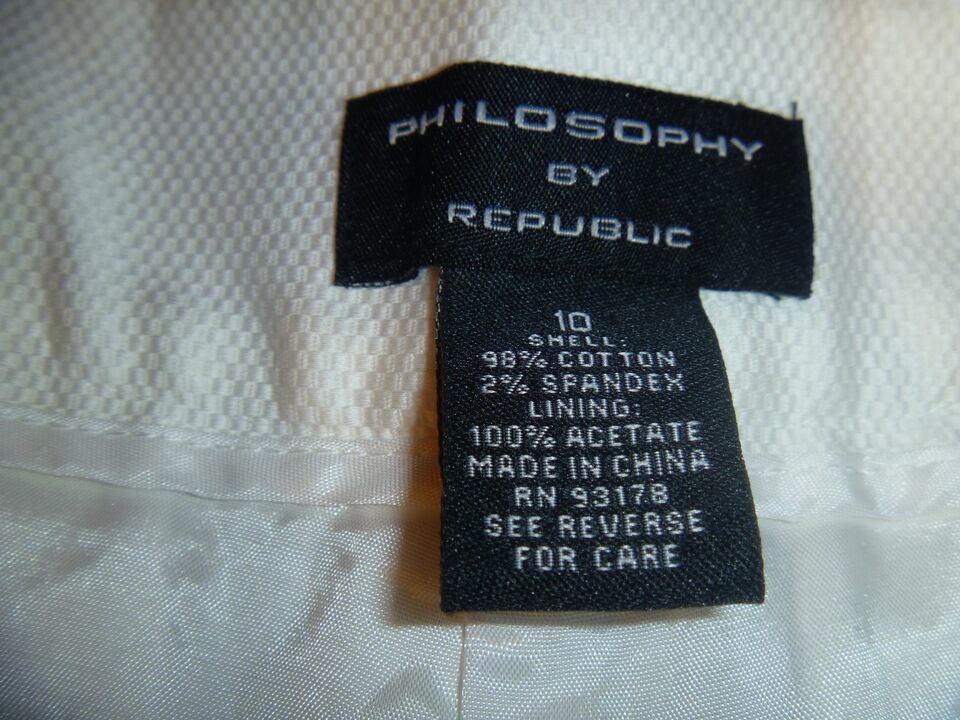 PHILOSOPHY
BY
REPUBLIC
10
SHELL:
98% COTTON
2% SPANDEX
LINING:
100% ACETATE
MADE IN CHINA
RN 93178
SEE REVERSE
FOR CARE